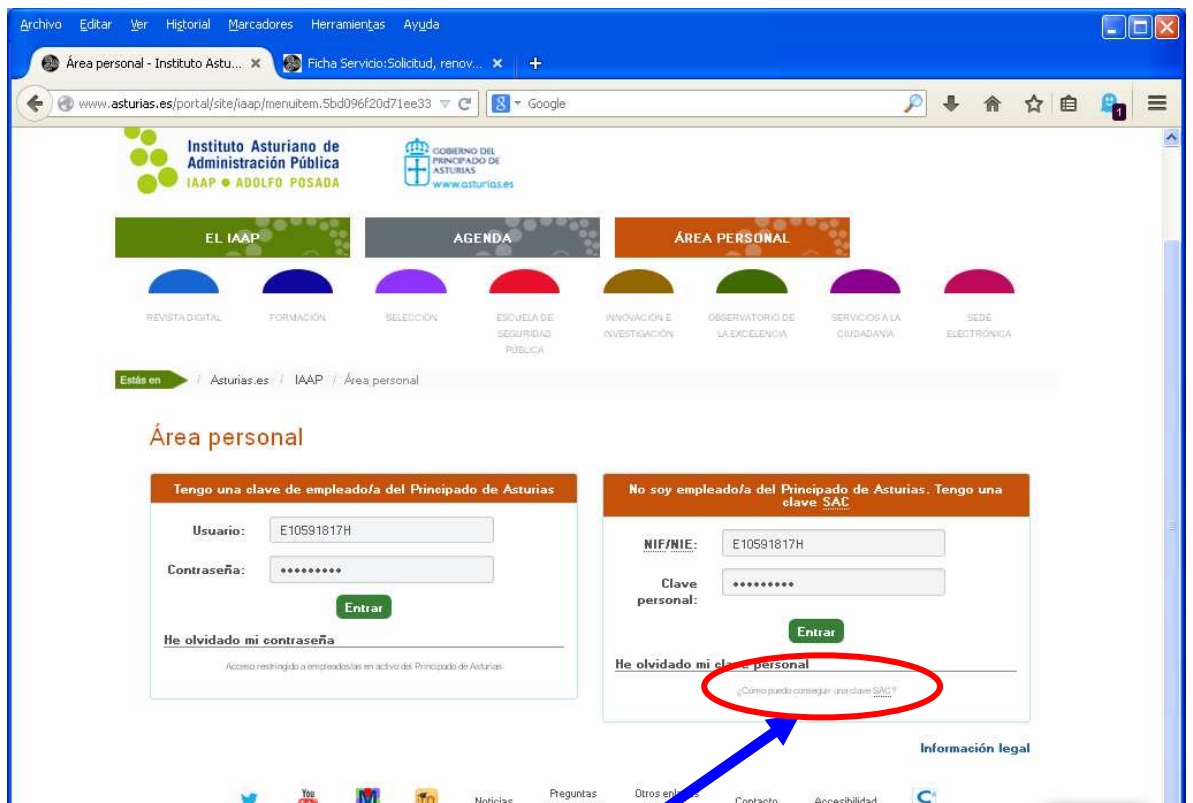 Archivo Editar Ver Historial Marcadores Herramientas Ayuda
Área personal - Instituto Astu... Ficha Servicio:Solicitud, renov...
www.asturias.es/portal/site/iaap/menuitem.5bd096f20d71ee33 Google
1
Instituto Asturiano de
Administración Pública
IAAP ● ADOLFO POSADA
GOBIERNO DEL
PRINCIPADO DE
ASTURIAS
www.asturias.es
EL IAAP AGENDA ÁREA PERSONAL
REVISTA DIGITAL FORMACIÓN SELECCIÓN ESCUELA DE INNOVACIÓN E OBSERVATORIO DE SERVICIOS A LA SEDE
SEGURIDAD INVESTIGACIÓN LA EXCELENCIA CIUDADANÍA ELECTRÓNICA
PÚBLICA
Estás en / Asturias.es / IAAP / Área personal
Área personal
Tengo una clave de empleado/a del Principado de Asturias
Usuario: E10591817H
Contraseña: •••••••••
Entrar
He olvidado mi contraseña
Acceso restringido a empleados/as en activo del Principado de Asturias
No soy empleado/a del Principado de Asturias. Tengo una
clave SAC
NIF/NIE: E10591817H
Clave
personal: •••••••••
Entrar
He olvidado mi clave personal
¿Cómo puedo conseguir una clave SAC?
Información legal
You
Noticias Preguntas Otros enlaces Contacto Accesibilidad